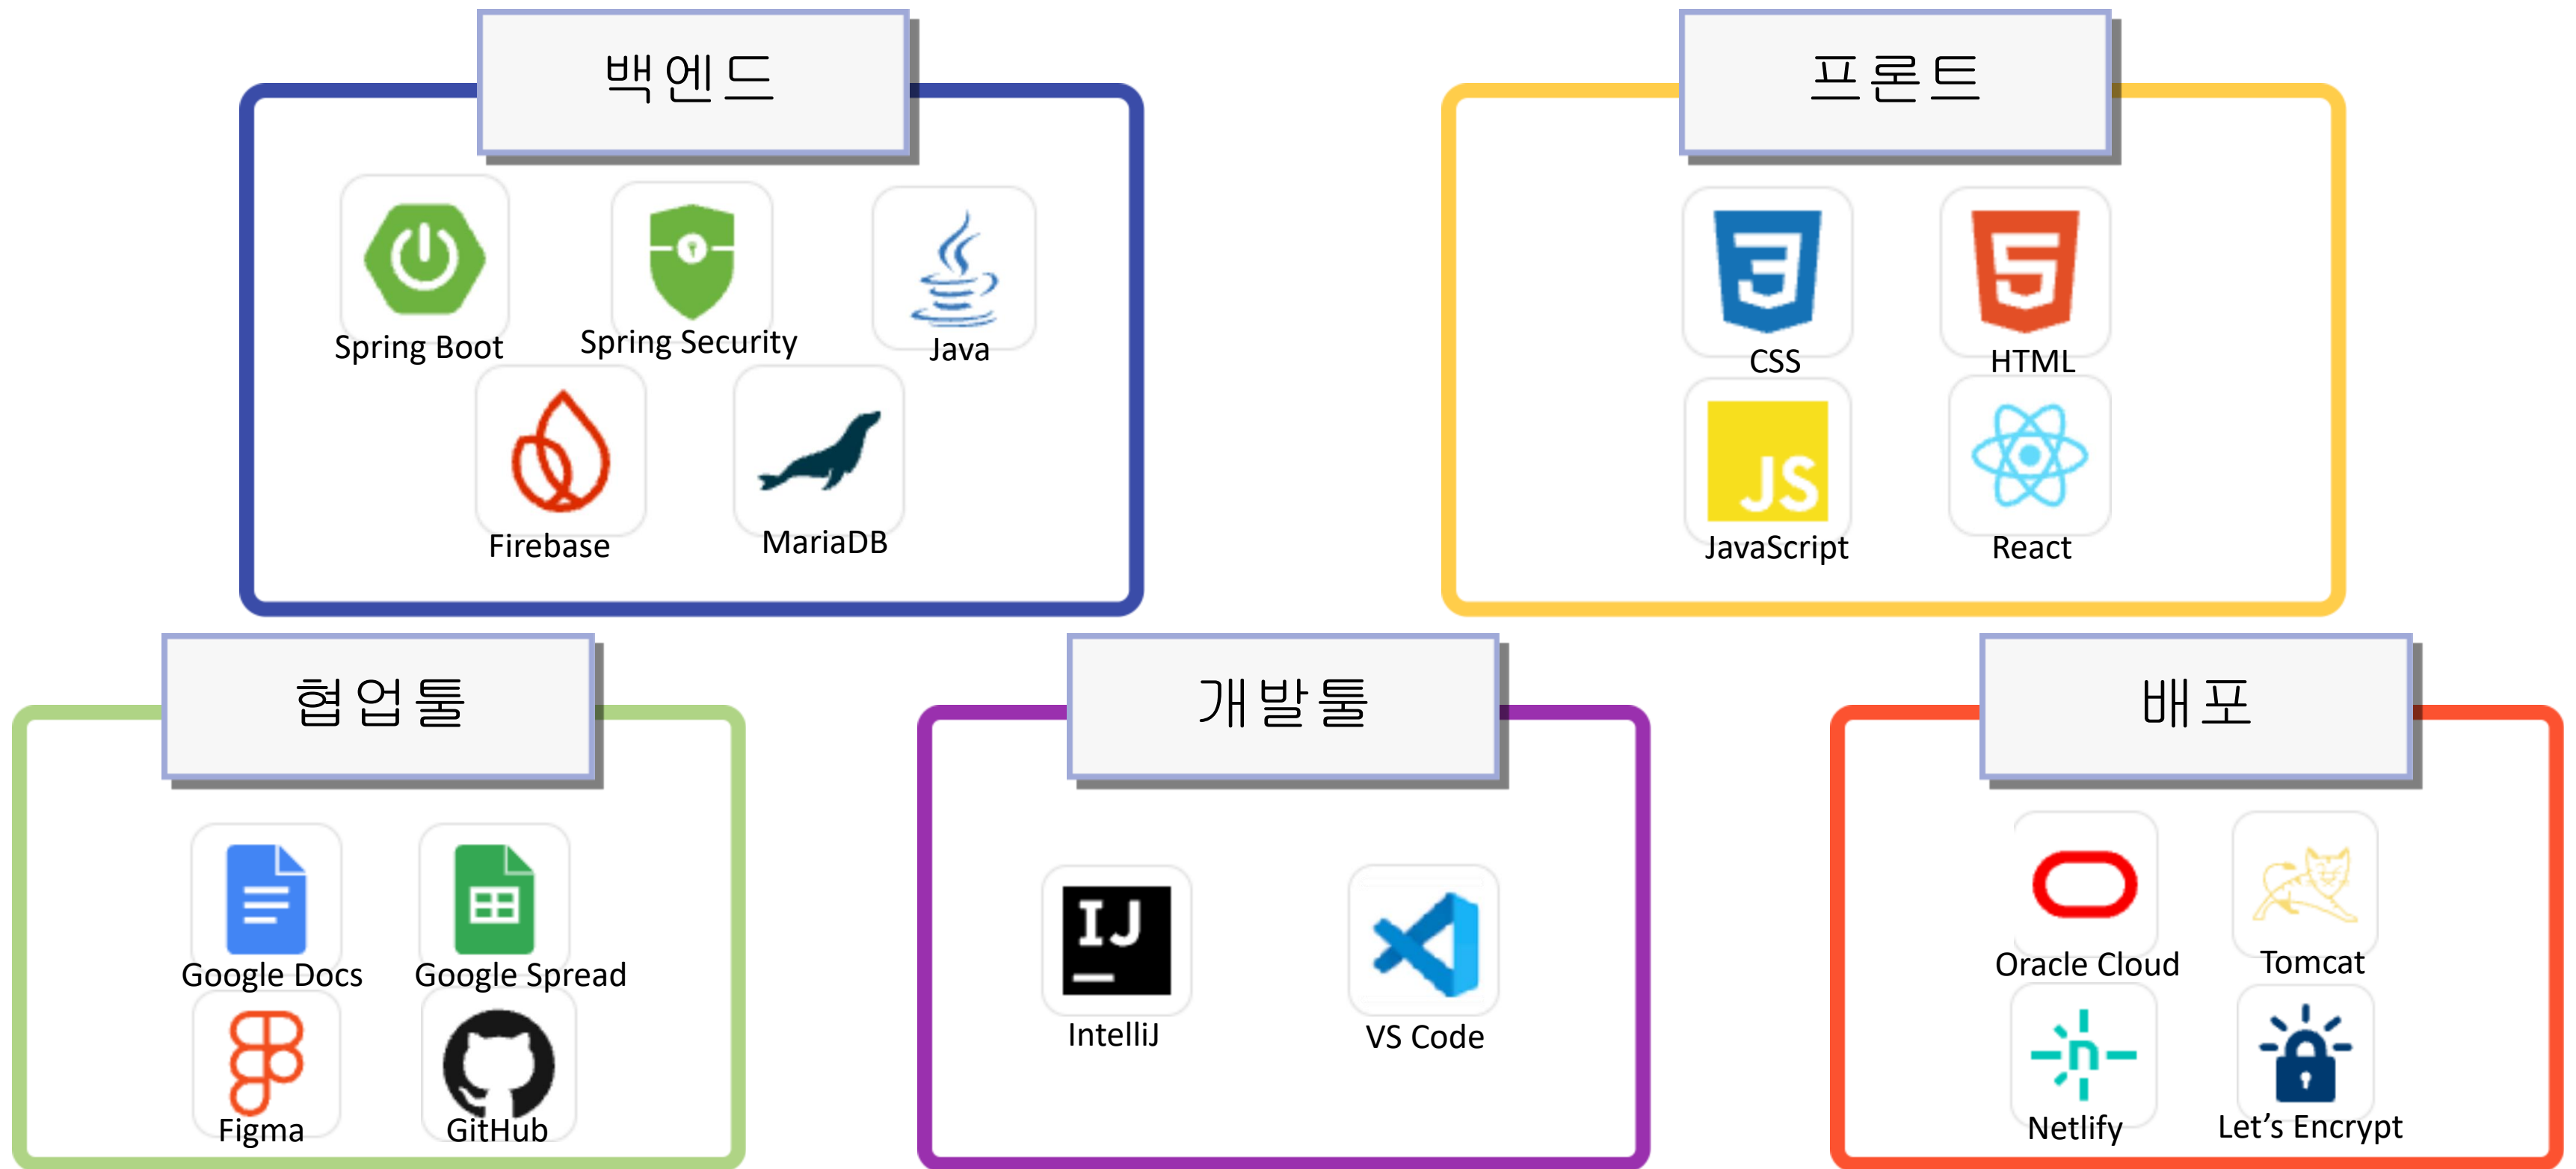 백엔드
Spring Boot
Spring Security
Java
Firebase
MariaDB
프론트
3
CSS
5
HTML
JS
JavaScript
React
협업툴
Google Docs
Google Spread
Figma
GitHub
개발툴
IJ
IntelliJ
VS Code
배포
Oracle Cloud
Tomcat
n
Netlify
Let’s Encrypt